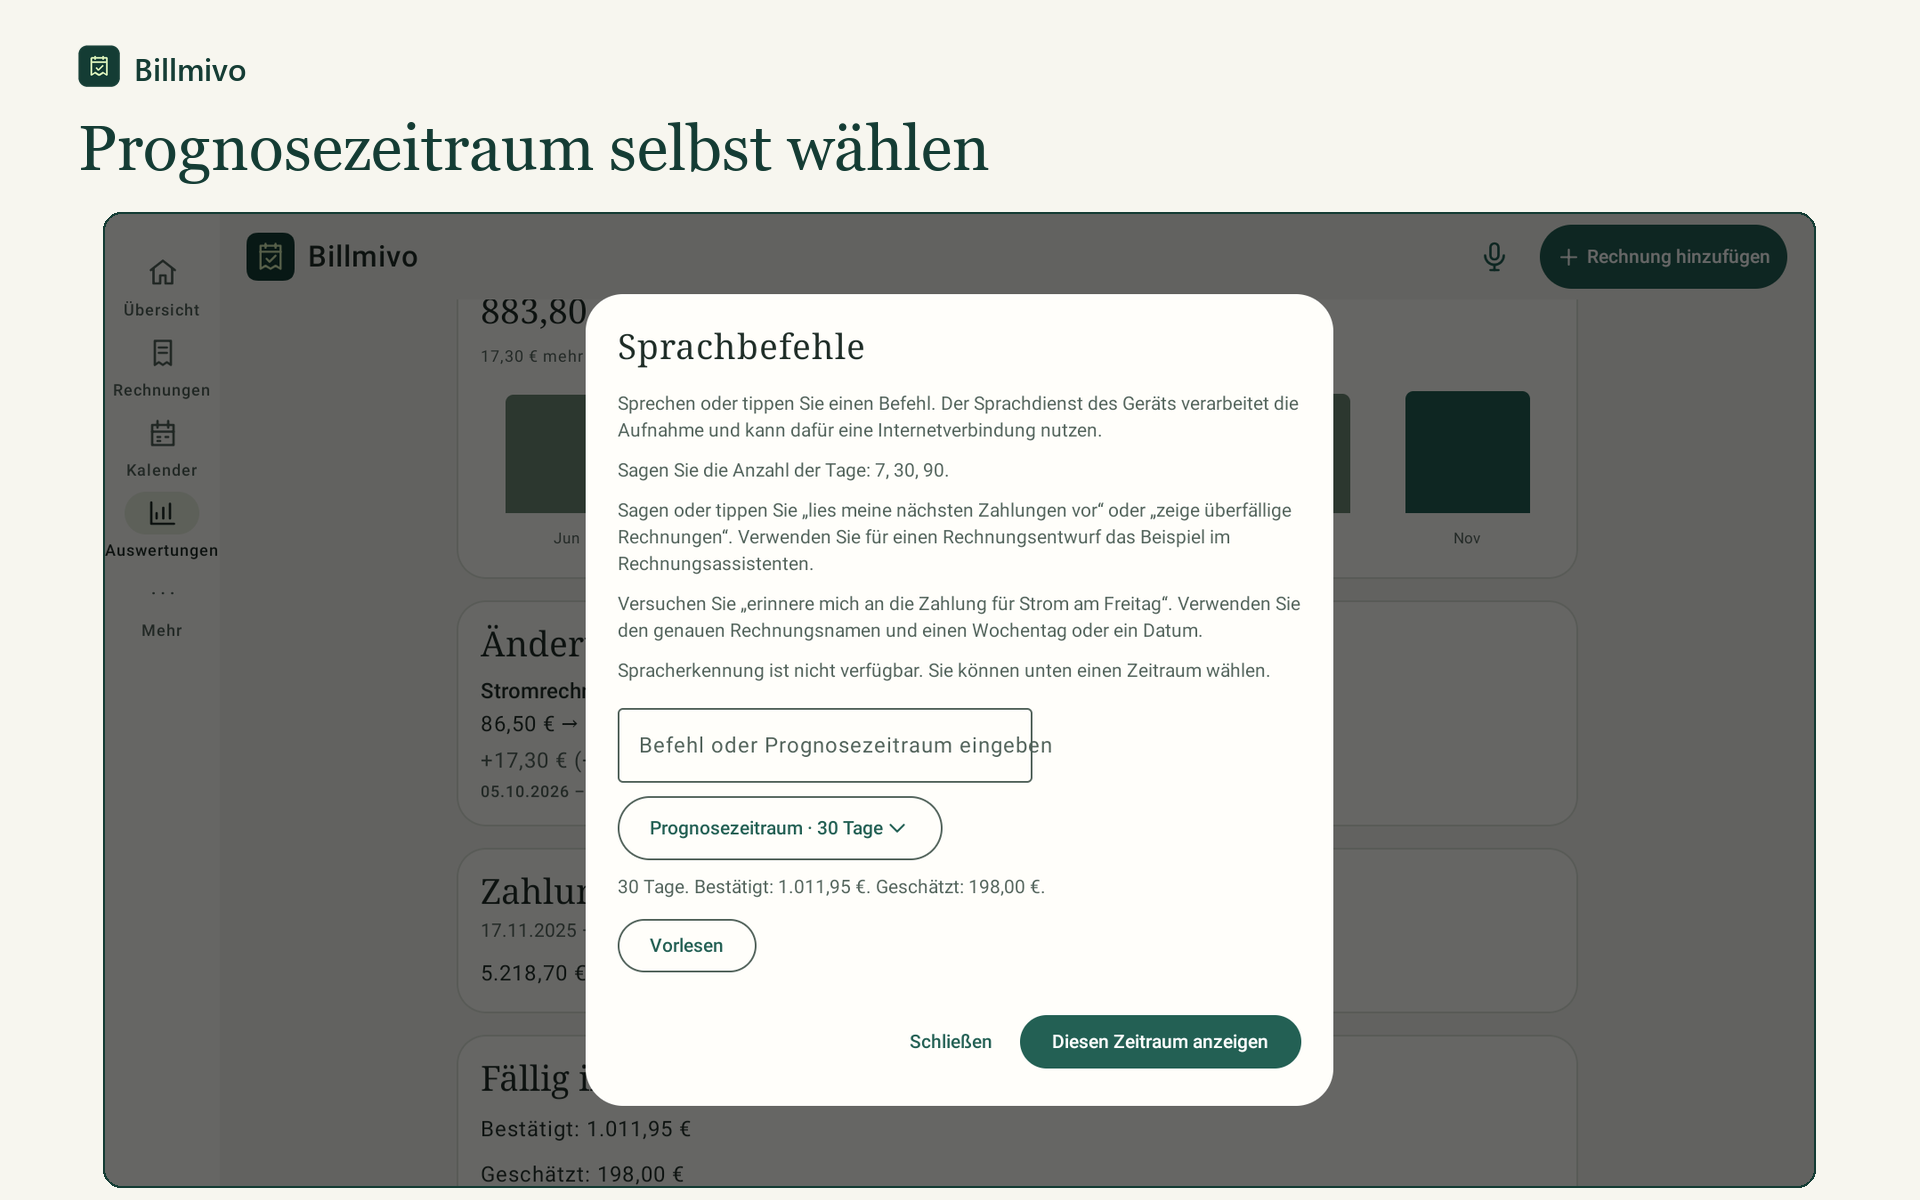 Billmivo
Prognosezeitraum selbst wählen
Billmivo
Rechnung hinzufügen
Übersicht
Rechnungen
Kalender
Auswertungen
Mehr
883,80
17,30 € mehr
Jun
Nov
Sprachbefehle
Sprechen oder tippen Sie einen Befehl. Der Sprachdienst des Geräts verarbeitet die
Aufnahme und kann dafür eine Internetverbindung nutzen.
Sagen Sie die Anzahl der Tage: 7, 30, 90.
Sagen oder tippen Sie „lies meine nächsten Zahlungen vor“ oder „zeige überfällige
Rechnungen“. Verwenden Sie für einen Rechnungsentwurf das Beispiel im
Rechnungsassistenten.
Versuchen Sie „erinnere mich an die Zahlung für Strom am Freitag“. Verwenden Sie
den genauen Rechnungsnamen und einen Wochentag oder ein Datum.
Spracherkennung ist nicht verfügbar. Sie können unten einen Zeitraum wählen.
Befehl oder Prognosezeitraum eingeben
Prognosezeitraum · 30 Tage
30 Tage. Bestätigt: 1.011,95 €. Geschätzt: 198,00 €.
Vorlesen
Schließen
Diesen Zeitraum anzeigen
86,50 € →
+17,30 €
05.10.2026 –
17.11.2025
5.218,70 €
Fällig
Bestätigt: 1.011,95 €
Geschätzt: 198,00 €